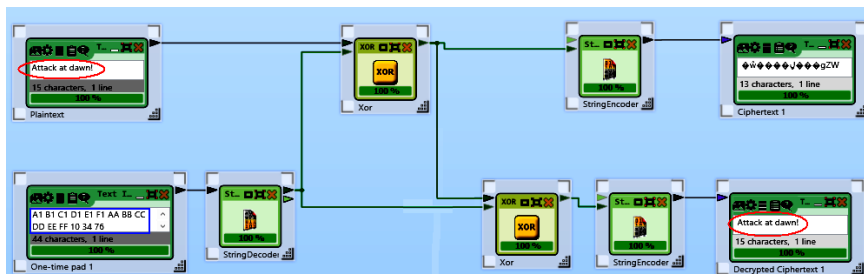 T...
Attack at dawn!
15 characters, 1 line
100 %
Plaintext
XOR
XOR
100 %
Xor
St...
100 %
StringEncoder
T...
�ŵ����Ų���gZW
13 characters, 1 line
100 %
Ciphertext 1
Text I...
A1 B1 C1 D1 E1 F1 AA BB CC
DD EE FF 10 34 76
44 characters, 1 line
100 %
One-time pad 1
St...
100 %
StringDecoder
XOR
XOR
100 %
Xor
St...
100 %
StringEncoder
T...
Attack at dawn!
15 characters, 1 line
100 %
Decrypted Ciphertext 1